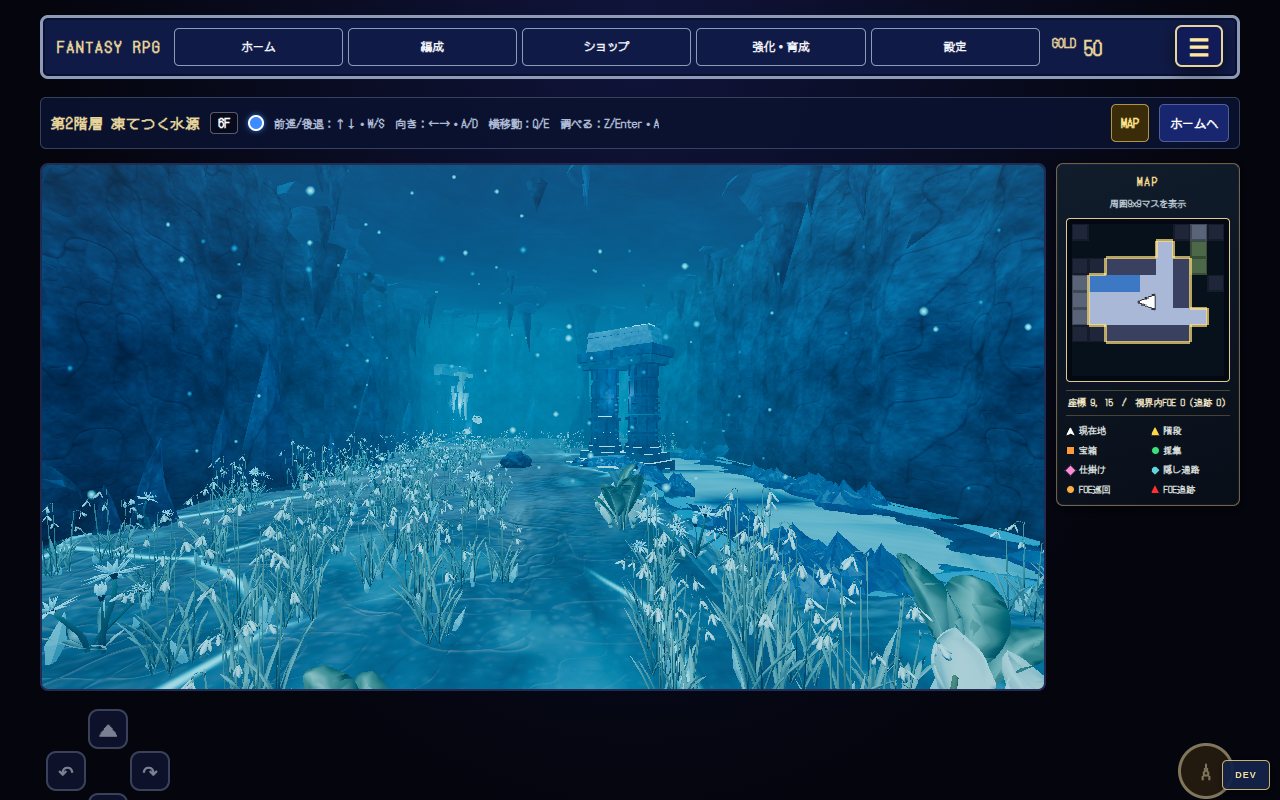 FANTASY RPG
ホーム
編成
ショップ
強化・育成
設定
GOLD 50
第2階層 凍てつく水源
6F
前進/後退：↑↓・W/S 向き：←→・A/D 横移動：Q/E 調べる：Z/Enter・A
MAP
ホームへ
MAP
周囲9x9マスを表示
座標 9, 15 / 視界内FOE 0（追跡 0）
現在地
階段
宝箱
採集
仕掛け
隠し通路
FOE巡回
FOE追跡
A
DEV